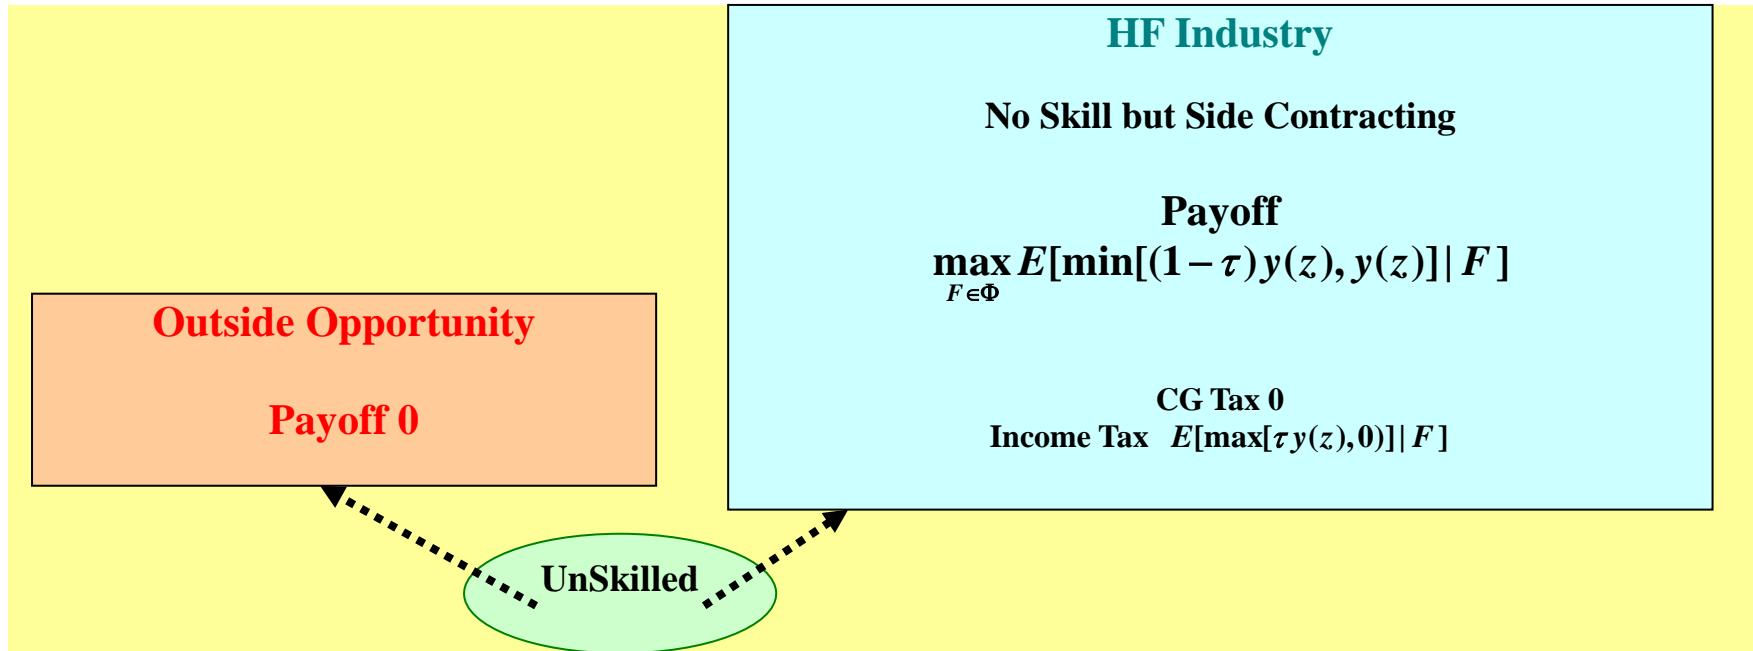 HF Industry
No Skill but Side Contracting
Payoff
max E[min[(1−τ)y(z), y(z)]| F]
F∈Φ
Outside Opportunity
Payoff 0
CG Tax 0
Income Tax E[max[τy(z),0)]| F]
UnSkilled